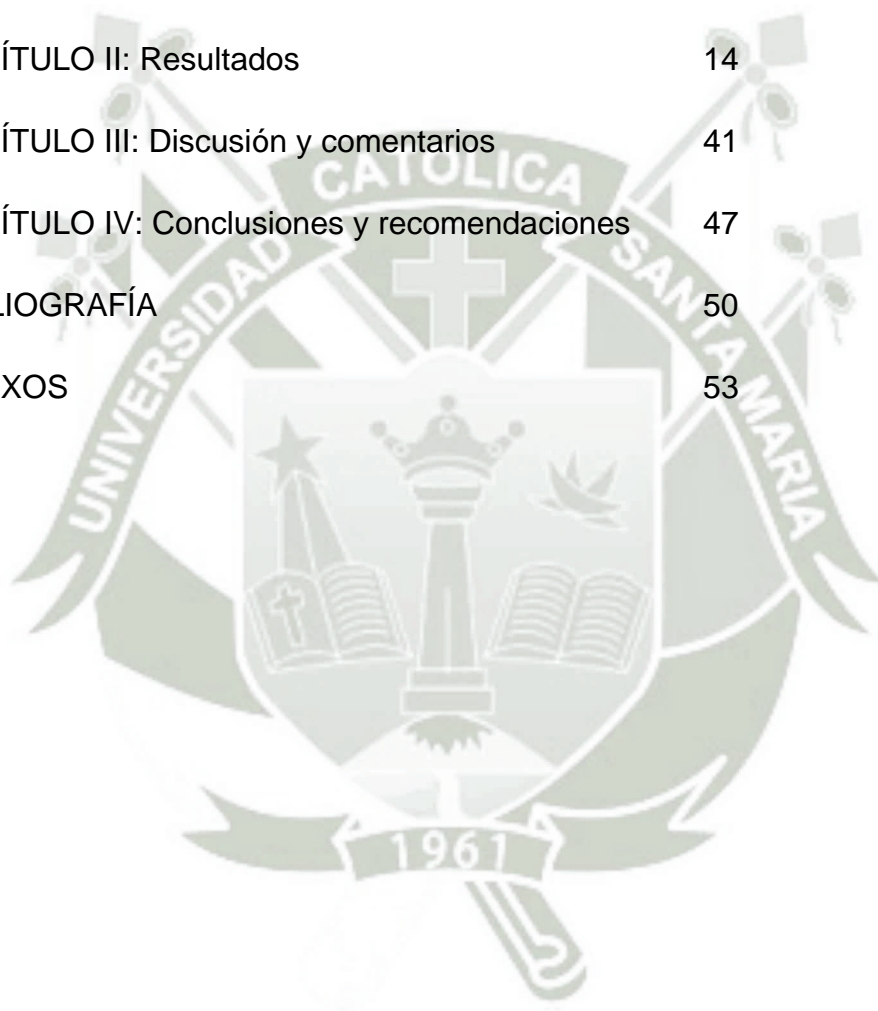 ÍTULO II: Resultados 14
ÍTULO III: Discusión y comentarios 41
ÍTULO IV: Conclusiones y recomendaciones 47
LIOGRAFÍA 50
XOS 53
UNIVERSIDAD CATOLICA SANTA MARIA
1961